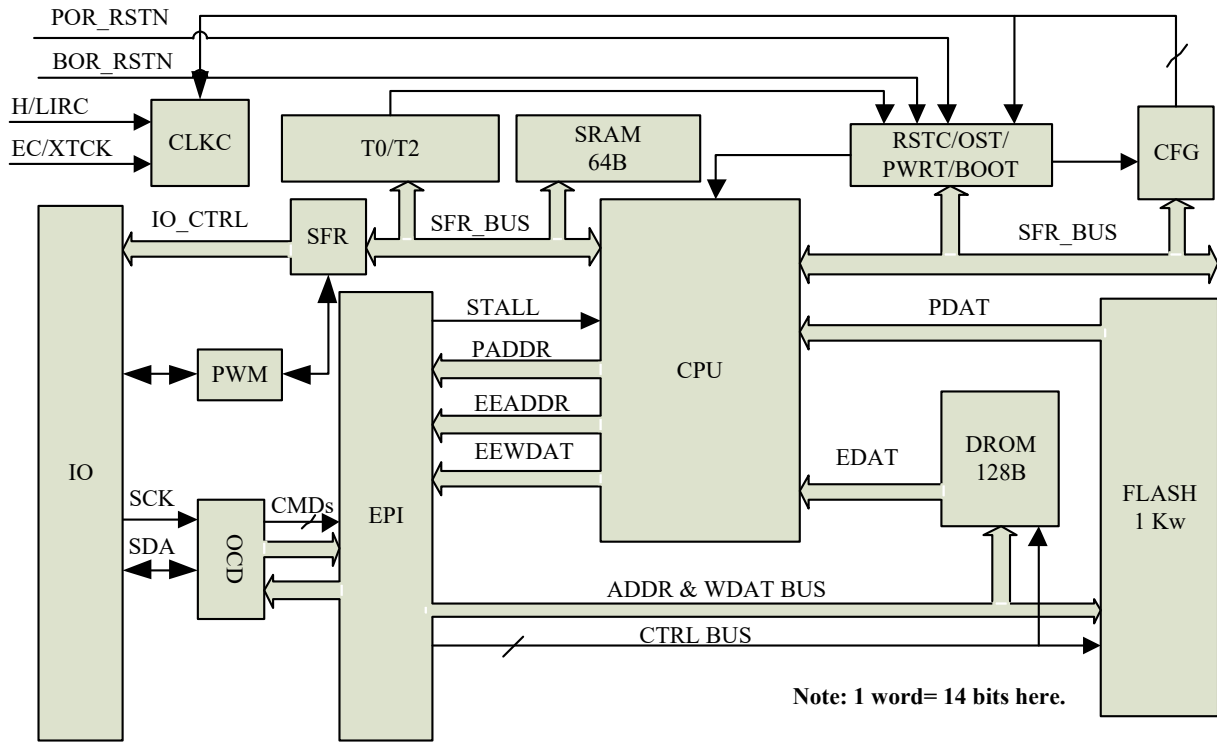 POR_RSTN
BOR_RSTN
H/LIRC
EC/XTCK
CLKC
T0/T2
SRAM
64B
RSTC/OST/
PWRT/BOOT
CFG
IO_CTRL
SFR
SFR_BUS
SFR_BUS
STALL
PDAT
PADDR
CPU
PWM
EEADDR
EEWDAT
EDAT
DROM
128B
IO
SCK
CMDs
EPI
FLASH
1 Kw
SDA
OCD
ADDR & WDAT BUS
CTRL BUS
Note: 1 word= 14 bits here.